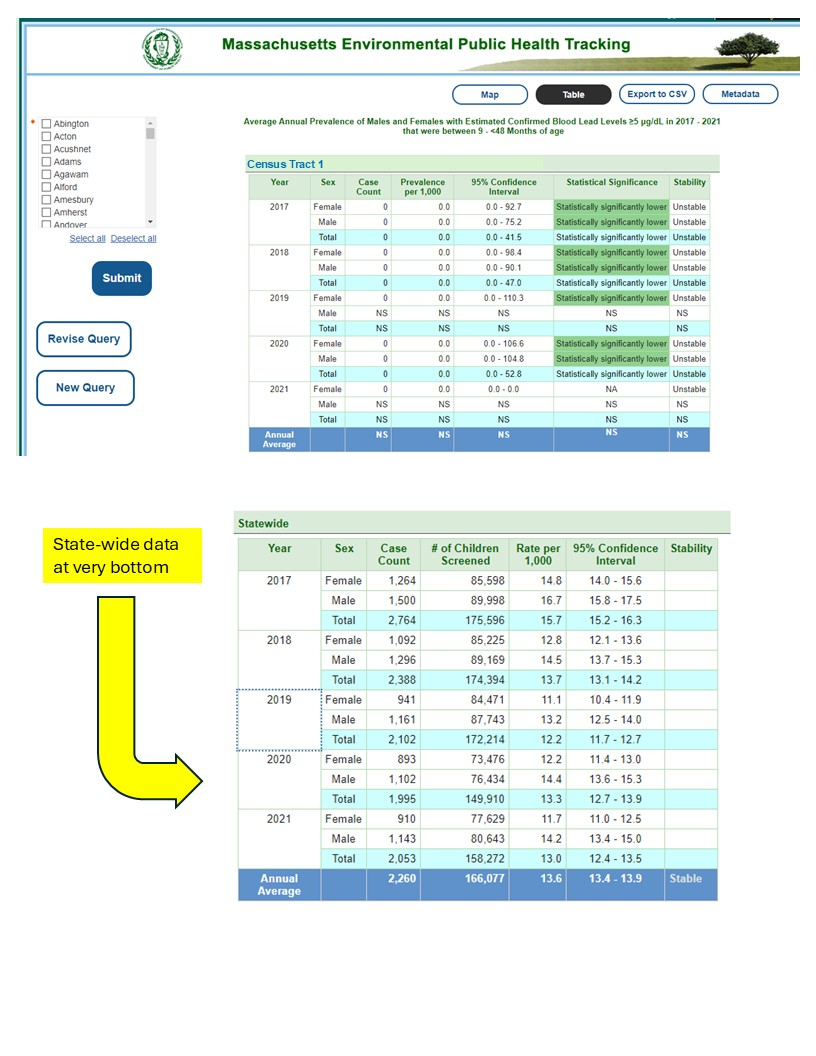 Massachusetts Environmental Public Health Tracking
Map Table Export to CSV Metadata
* Abington
Acton
Acushnet
Adams
Agawam
Alford
Amesbury
Amherst
Andover
Select all Deselect all
Submit
Revise Query
New Query
Average Annual Prevalence of Males and Females with Estimated Confirmed Blood Lead Levels ≥5 µg/dL in 2017 - 2021
that were between 9 - <48 Months of age
Census Tract 1
Year Sex Case Count Prevalence per 1,000 95% Confidence Interval Statistical Significance Stability
2017 Female 0 0.0 0.0 - 92.7 Statistically significantly lower Unstable
Male 0 0.0 0.0 - 75.2 Statistically significantly lower Unstable
Total 0 0.0 0.0 - 41.5 Statistically significantly lower Unstable
2018 Female 0 0.0 0.0 - 98.4 Statistically significantly lower Unstable
Male 0 0.0 0.0 - 90.1 Statistically significantly lower Unstable
Total 0 0.0 0.0 - 47.0 Statistically significantly lower Unstable
2019 Female 0 0.0 0.0 - 110.3 Statistically significantly lower Unstable
Male NS NS NS NS NS
Total NS NS NS NS NS
2020 Female 0 0.0 0.0 - 106.6 Statistically significantly lower Unstable
Male 0 0.0 0.0 - 104.8 Statistically significantly lower Unstable
Total 0 0.0 0.0 - 52.8 Statistically significantly lower Unstable
2021 Female 0 0.0 0.0 - 0.0 NA Unstable
Male NS NS NS NS NS
Total NS NS NS NS NS
Annual Average NS NS NS NS NS
State-wide data
at very bottom
Statewide
Year Sex Case Count # of Children Screened Rate per 1,000 95% Confidence Interval Stability
2017 Female 1,264 85,598 14.8 14.0 - 15.6
Male 1,500 89,998 16.7 15.8 - 17.5
Total 2,764 175,596 15.7 15.2 - 16.3
2018 Female 1,092 85,225 12.8 12.1 - 13.6
Male 1,296 89,169 14.5 13.7 - 15.3
Total 2,388 174,394 13.7 13.1 - 14.2
2019 Female 941 84,471 11.1 10.4 - 11.9
Male 1,161 87,743 13.2 12.5 - 14.0
Total 2,102 172,214 12.2 11.7 - 12.7
2020 Female 893 73,476 12.2 11.4 - 13.0
Male 1,102 76,434 14.4 13.6 - 15.3
Total 1,995 149,910 13.3 12.7 - 13.9
2021 Female 910 77,629 11.7 11.0 - 12.5
Male 1,143 80,643 14.2 13.4 - 15.0
Total 2,053 158,272 13.0 12.4 - 13.5
Annual Average 2,260 166,077 13.6 13.4 - 13.9 Stable